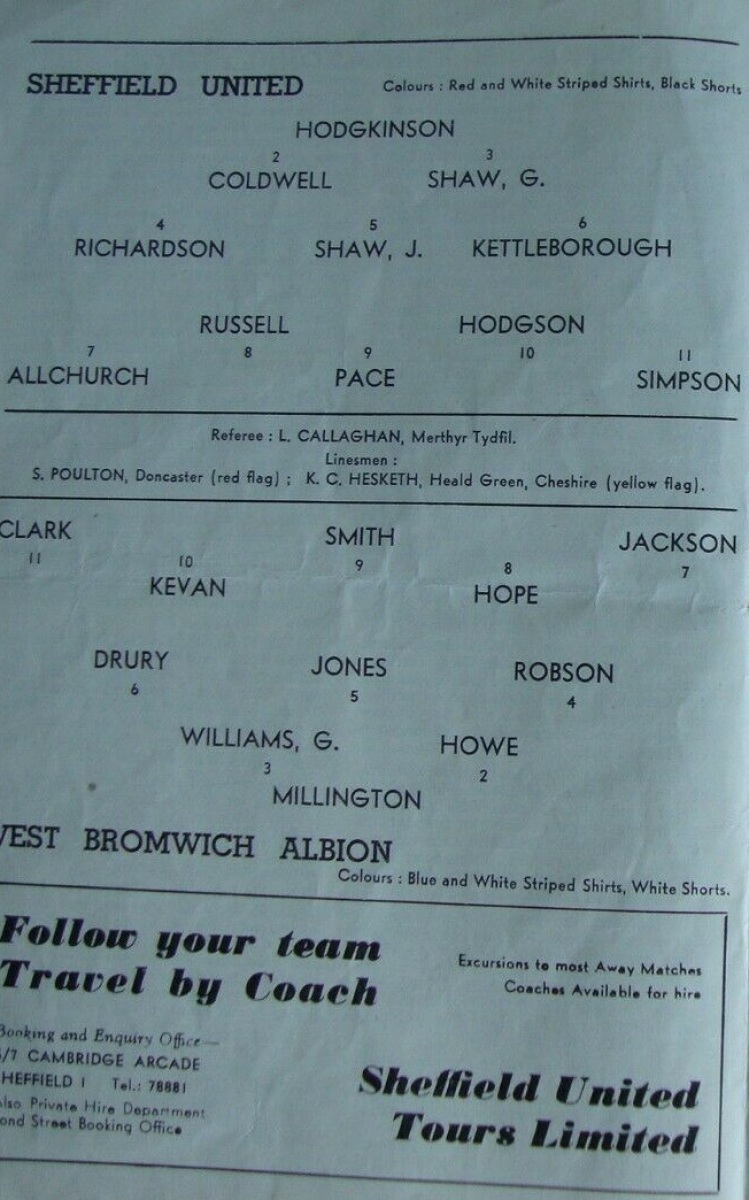 SHEFFIELD UNITED Colours : Red and White Striped Shirts, Black Shorts
HODGKINSON
2 3
COLDWELL SHAW, G.
4 5 6
RICHARDSON SHAW, J. KETTLEBOROUGH
RUSSELL HODGSON
7 8 9 10 11
ALLCHURCH PACE SIMPSON
Referee : L. CALLAGHAN, Merthyr Tydfil.
Linesmen :
S. POULTON, Doncaster (red flag) ; K. C. HESKETH, Heald Green, Cheshire (yellow flag).
CLARK SMITH JACKSON
11 10 9 8 7
KEVAN HOPE
DRURY JONES ROBSON
6 5 4
WILLIAMS, G. HOWE
3 2
MILLINGTON
WEST BROMWICH ALBION
Colours : Blue and White Striped Shirts, White Shorts.
Follow your team
Travel by Coach
Excursions to most Away Matches
Coaches Available for hire
Booking and Enquiry Office—
/7 CAMBRIDGE ARCADE
HEFFIELD 1 Tel.: 78881
lso Private Hire Department
ond Street Booking Office
Sheffield United
Tours Limited